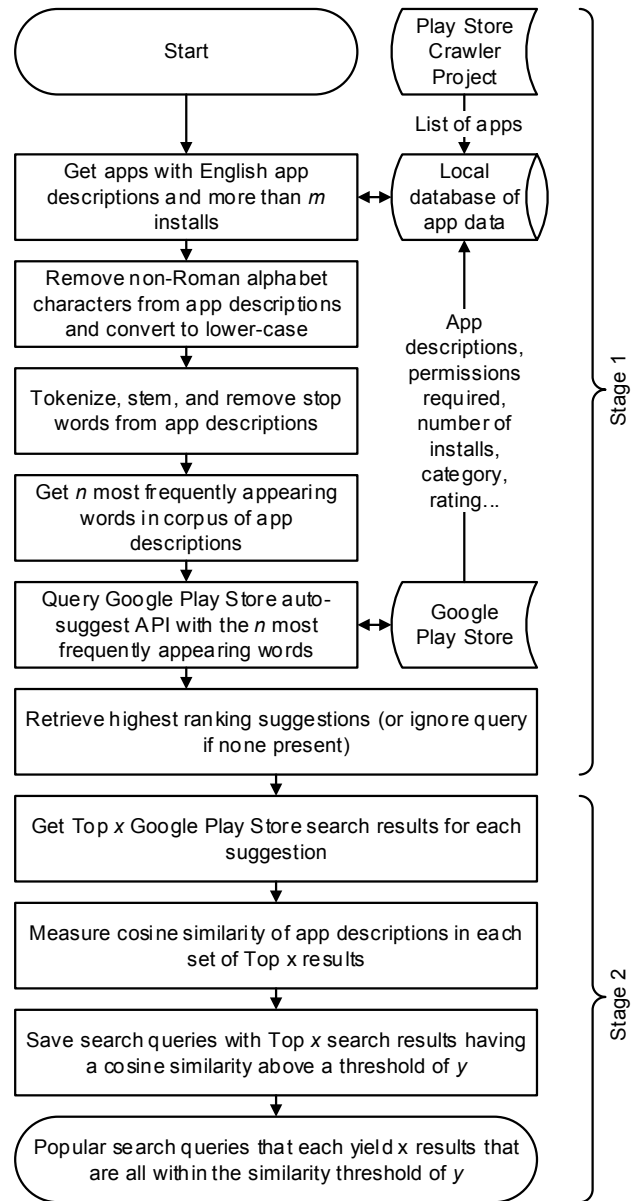 Start
Play Store
Crawler
Project
List of apps
Get apps with English app
descriptions and more than m
installs
Local
database of
app data
Remove non-Roman alphabet
characters from app descriptions
and convert to lower-case
App
descriptions,
permissions
required,
number of
installs,
category,
rating...
Tokenize, stem, and remove stop
words from app descriptions
Get n most frequently appearing
words in corpus of app
descriptions
Query Google Play Store auto-
suggest API with the n most
frequently appearing words
Google
Play Store
Retrieve highest ranking suggestions (or ignore query
if none present)
Stage 1
Get Top x Google Play Store search results for each
suggestion
Measure cosine similarity of app descriptions in each
set of Top x results
Save search queries with Top x search results having
a cosine similarity above a threshold of y
Popular search queries that each yield x results that
are all within the similarity threshold of y
Stage 2